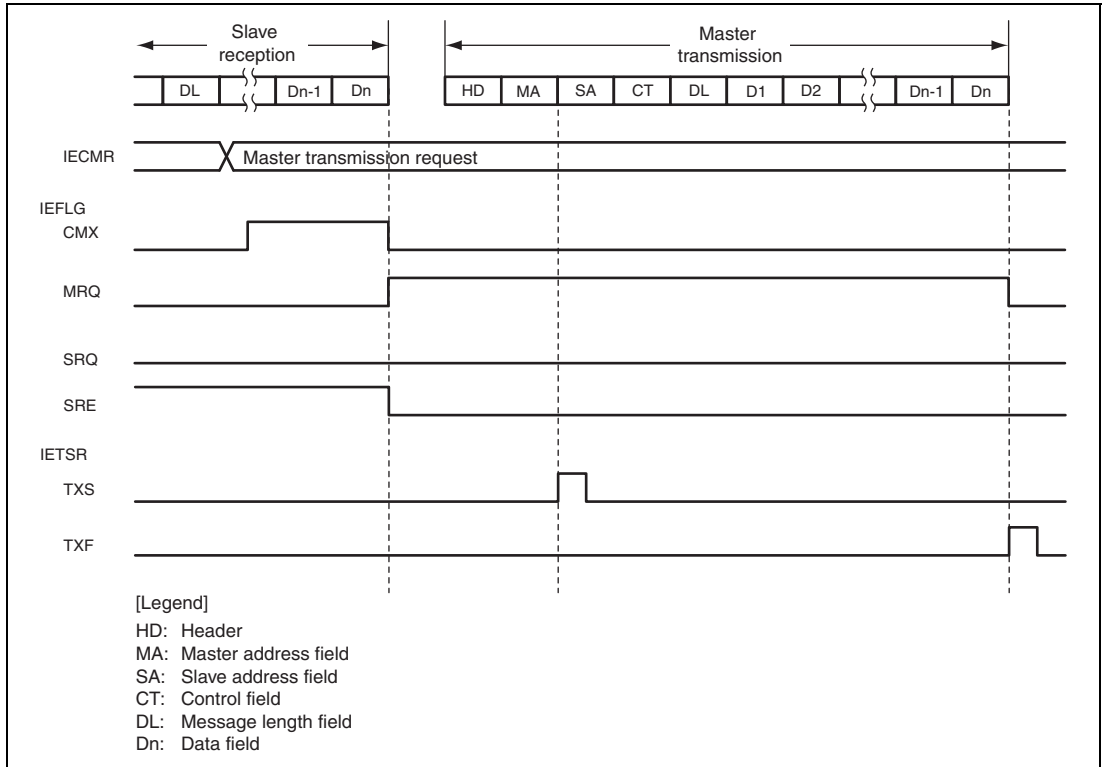 Slave
reception
Master
transmission
DL Dn-1 Dn HD MA SA CT DL D1 D2 Dn-1 Dn
IECMR Master transmission request
IEFLG
CMX
MRQ
SRQ
SRE
IETSR
TXS
TXF
[Legend]
HD: Header
MA: Master address field
SA: Slave address field
CT: Control field
DL: Message length field
Dn: Data field